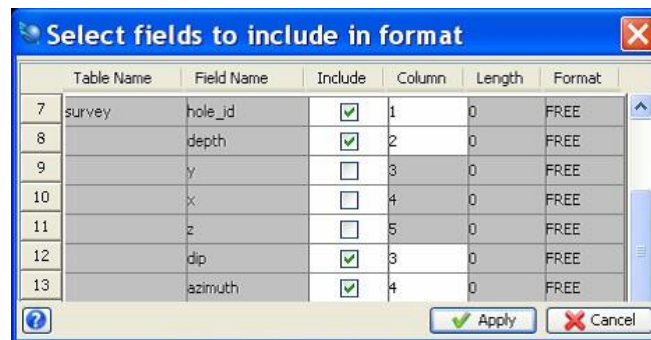 Select fields to include in format
Table Name Field Name Include Column Length Format
7 survey hole_id 1 0 FREE
8 depth 2 0 FREE
9 y 3 0 FREE
10 x 4 0 FREE
11 z 5 0 FREE
12 dip 3 0 FREE
13 azimuth 4 0 FREE
? Apply Cancel